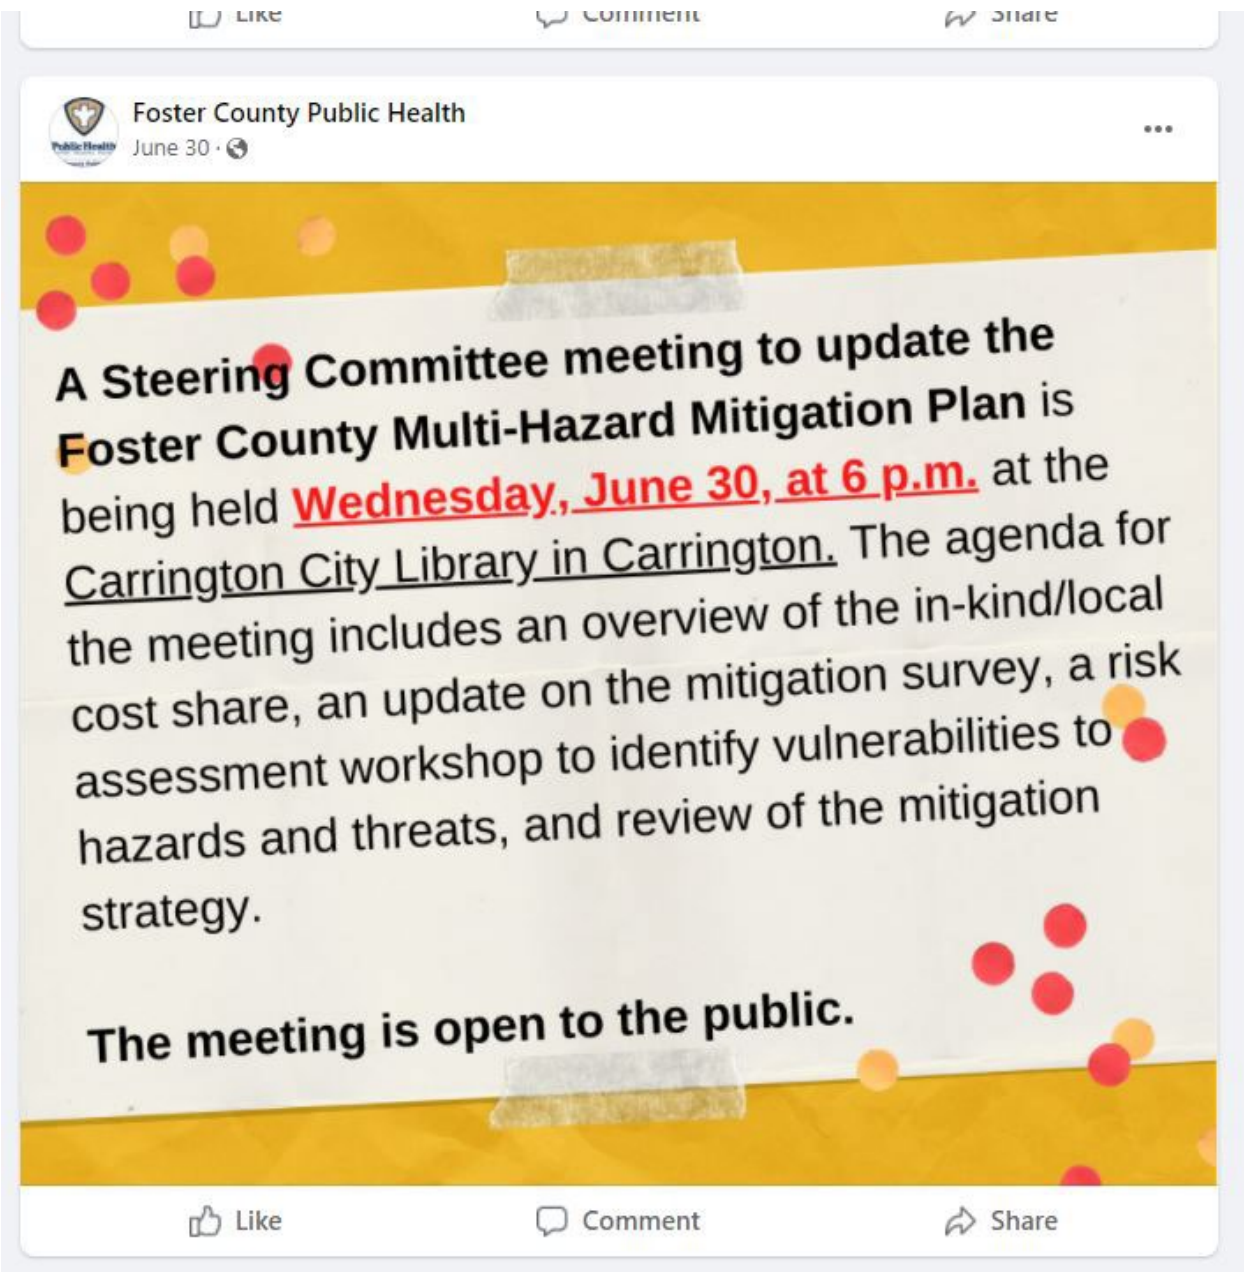 Like Comment Share
Foster County Public Health
June 30 ·
Public Health
A Steering Committee meeting to update the
Foster County Multi-Hazard Mitigation Plan is
being held Wednesday, June 30, at 6 p.m. at the
Carrington City Library in Carrington. The agenda for
the meeting includes an overview of the in-kind/local
cost share, an update on the mitigation survey, a risk
assessment workshop to identify vulnerabilities to
hazards and threats, and review of the mitigation
strategy.
The meeting is open to the public.
Like Comment Share